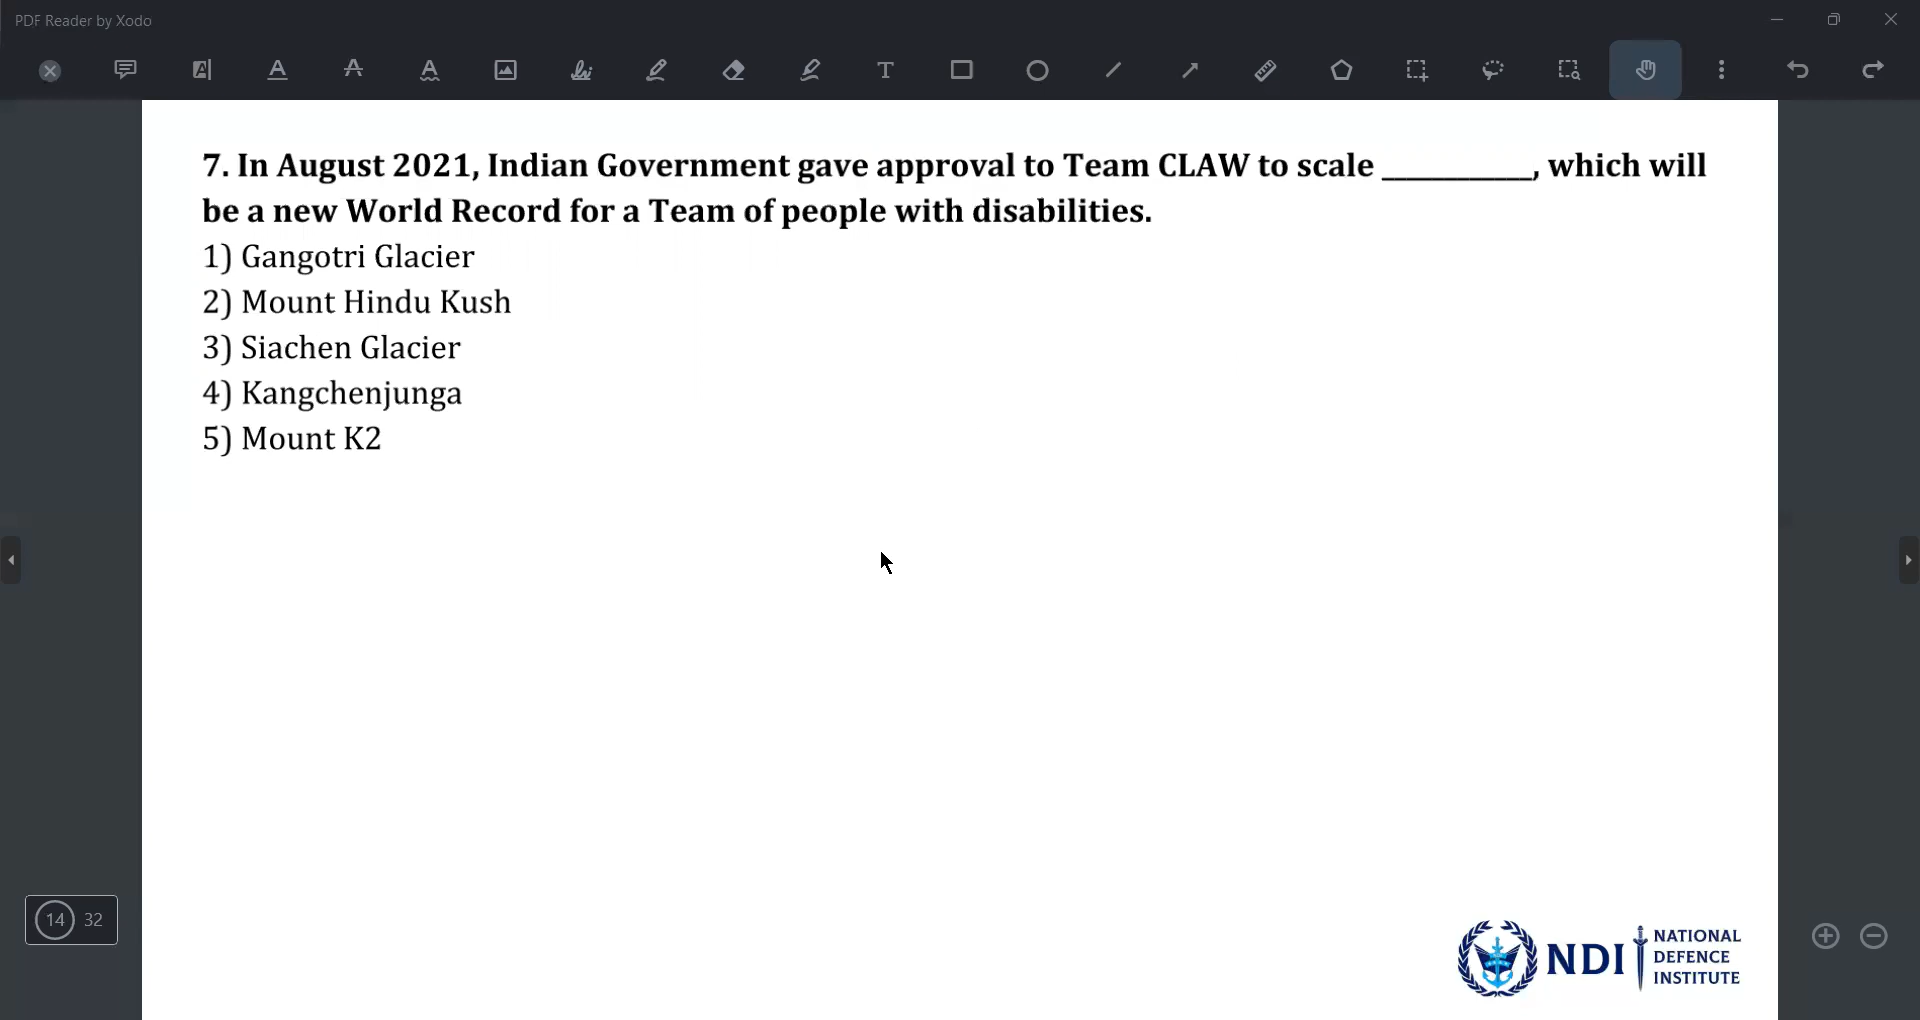 PDF Reader by Xodo
7. In August 2021, Indian Government gave approval to Team CLAW to scale __________, which will
be a new World Record for a Team of people with disabilities.
1) Gangotri Glacier
2) Mount Hindu Kush
3) Siachen Glacier
4) Kangchenjunga
5) Mount K2
14 32
NDI NATIONAL
DEFENCE
INSTITUTE